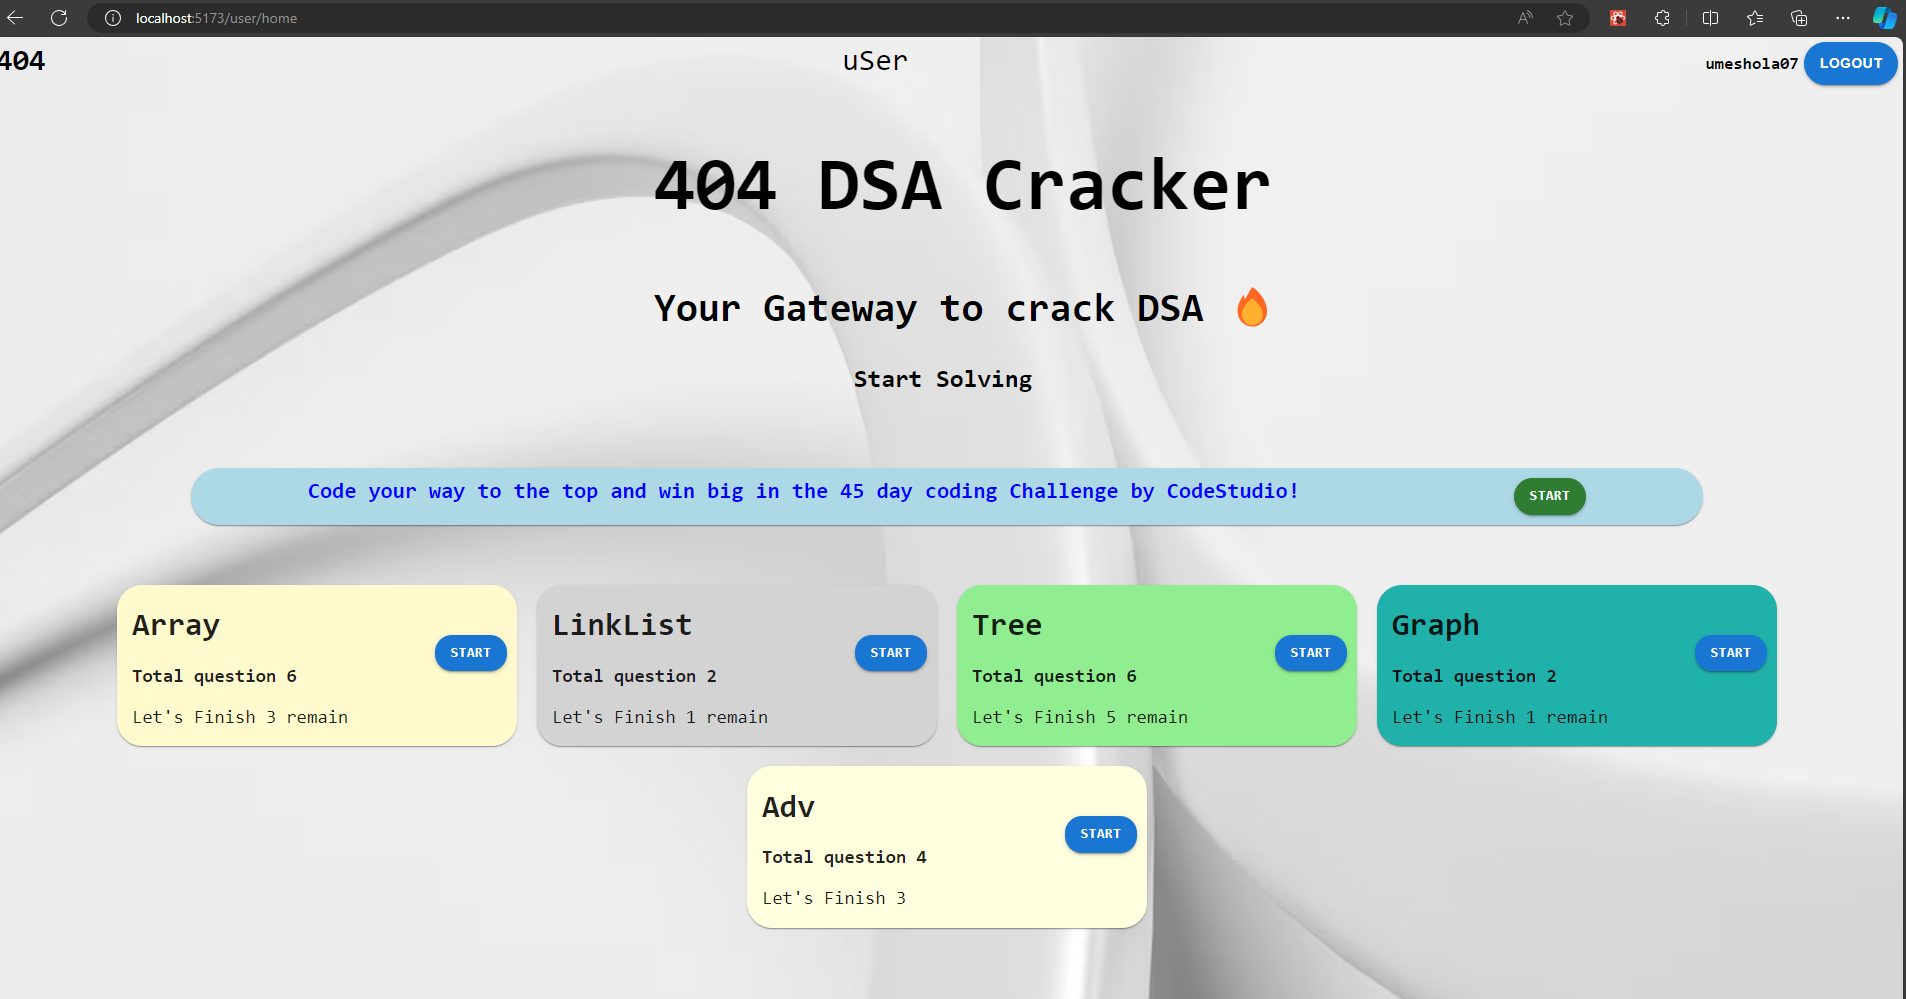 localhost:5173/user/home
404 uSer umeshola07 LOGOUT
404 DSA Cracker
Your Gateway to crack DSA 🔥
Start Solving
Code your way to the top and win big in the 45 day coding Challenge by CodeStudio! START
Array
START
Total question 6
Let's Finish 3 remain
LinkList
START
Total question 2
Let's Finish 1 remain
Tree
START
Total question 6
Let's Finish 5 remain
Graph
START
Total question 2
Let's Finish 1 remain
Adv
START
Total question 4
Let's Finish 3